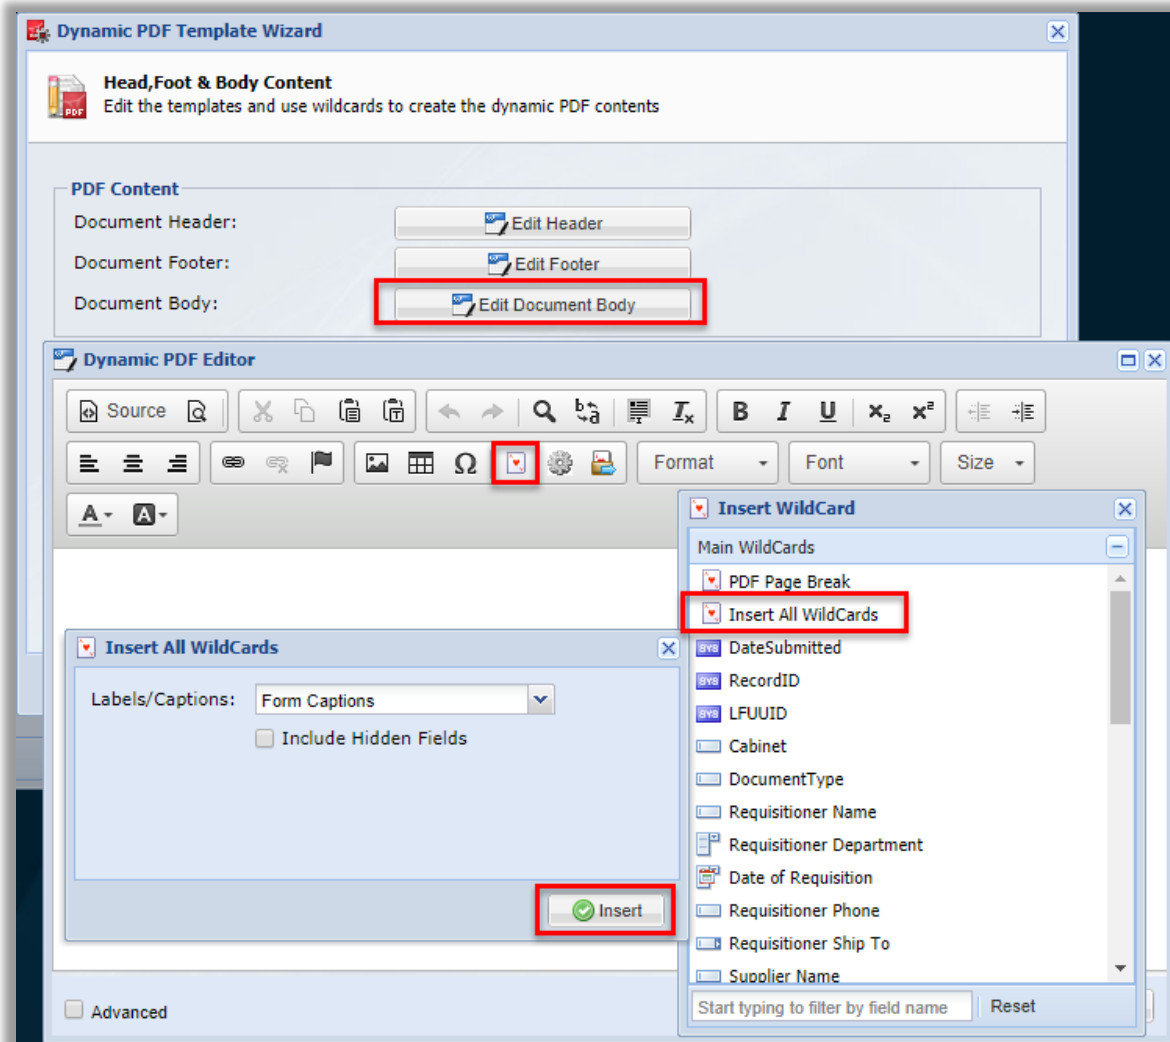 Dynamic PDF Template Wizard
Head,Foot & Body Content
Edit the templates and use wildcards to create the dynamic PDF contents
PDF Content
Document Header:
Edit Header
Document Footer:
Edit Footer
Document Body:
Edit Document Body
Dynamic PDF Editor
Source
B I U x₂ x²
Format Font Size
A A
Insert WildCard
Main WildCards
PDF Page Break
Insert All WildCards
DateSubmitted
RecordID
LFUUID
Cabinet
DocumentType
Requisitioner Name
Requisitioner Department
Date of Requisition
Requisitioner Phone
Requisitioner Ship To
Supplier Name
Start typing to filter by field name
Reset
Insert All WildCards
Labels/Captions:
Form Captions
Include Hidden Fields
Insert
Advanced